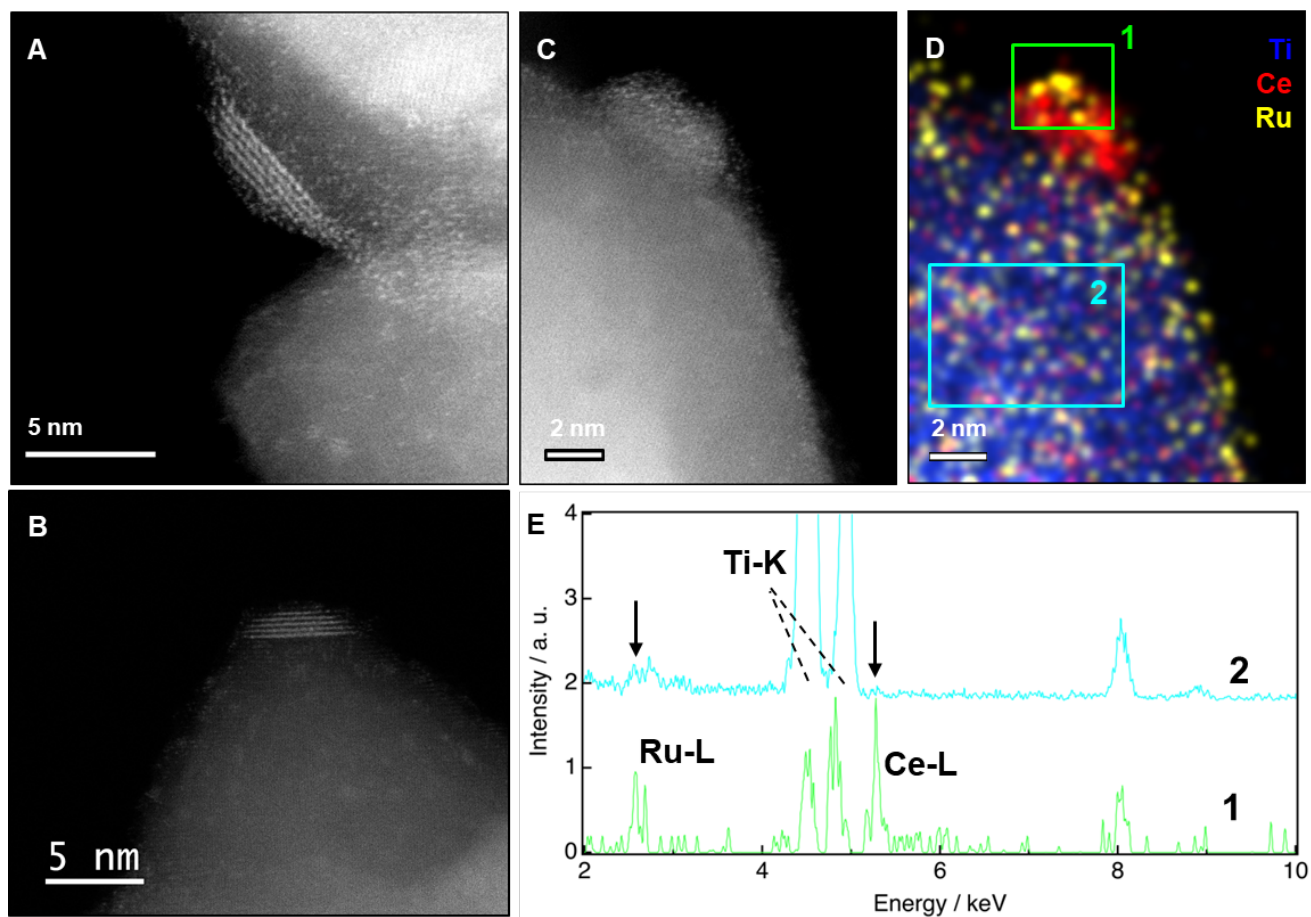 A
5 nm
B
5 nm
C
2 nm
D
1
Ti
Ce
Ru
2
2 nm
E
4
3
2
1
0
Intensity / a. u.
Ti-K
2
Ru-L
Ce-L
1
2
4
6
8
10
Energy / keV